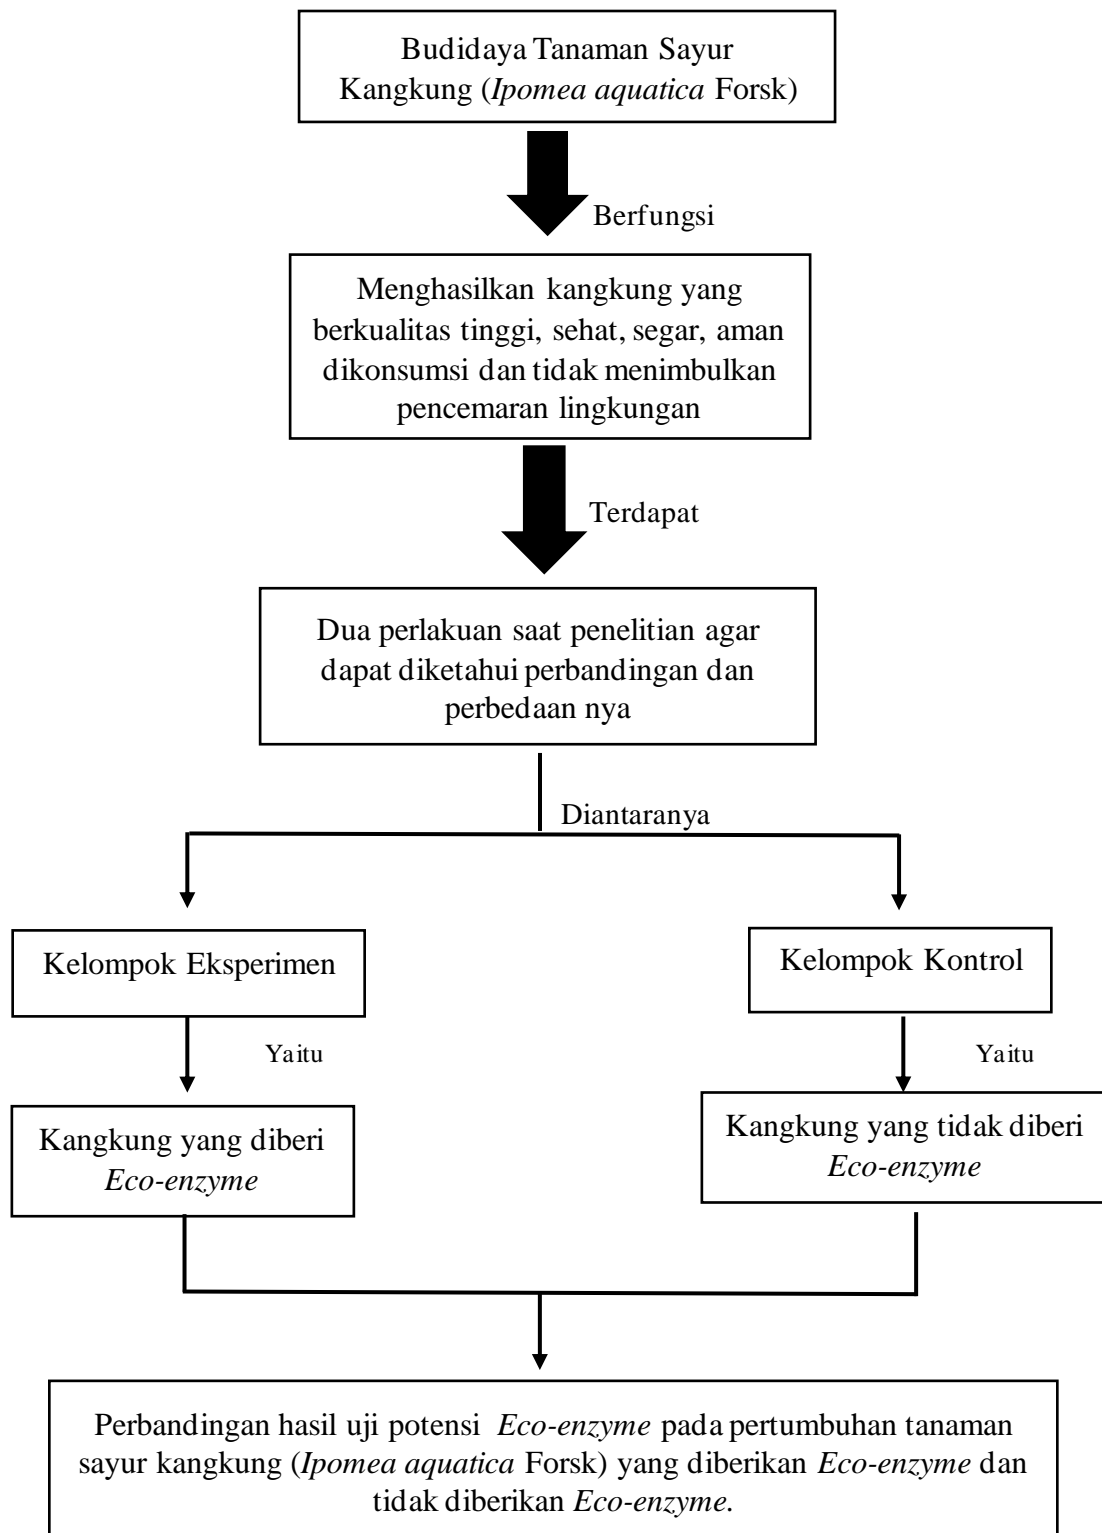 Budidaya Tanaman Sayur
Kangkung (Ipomea aquatica Forsk)
Berfungsi
Menghasilkan kangkung yang
berkualitas tinggi, sehat, segar, aman
dikonsumsi dan tidak menimbulkan
pencemaran lingkungan
Terdapat
Dua perlakuan saat penelitian agar
dapat diketahui perbandingan dan
perbedaan nya
Diantaranya
Kelompok Eksperimen
Kelompok Kontrol
Yaitu
Yaitu
Kangkung yang diberi
Eco-enzyme
Kangkung yang tidak diberi
Eco-enzyme
Perbandingan hasil uji potensi Eco-enzyme pada pertumbuhan tanaman
sayur kangkung (Ipomea aquatica Forsk) yang diberikan Eco-enzyme dan
tidak diberikan Eco-enzyme.